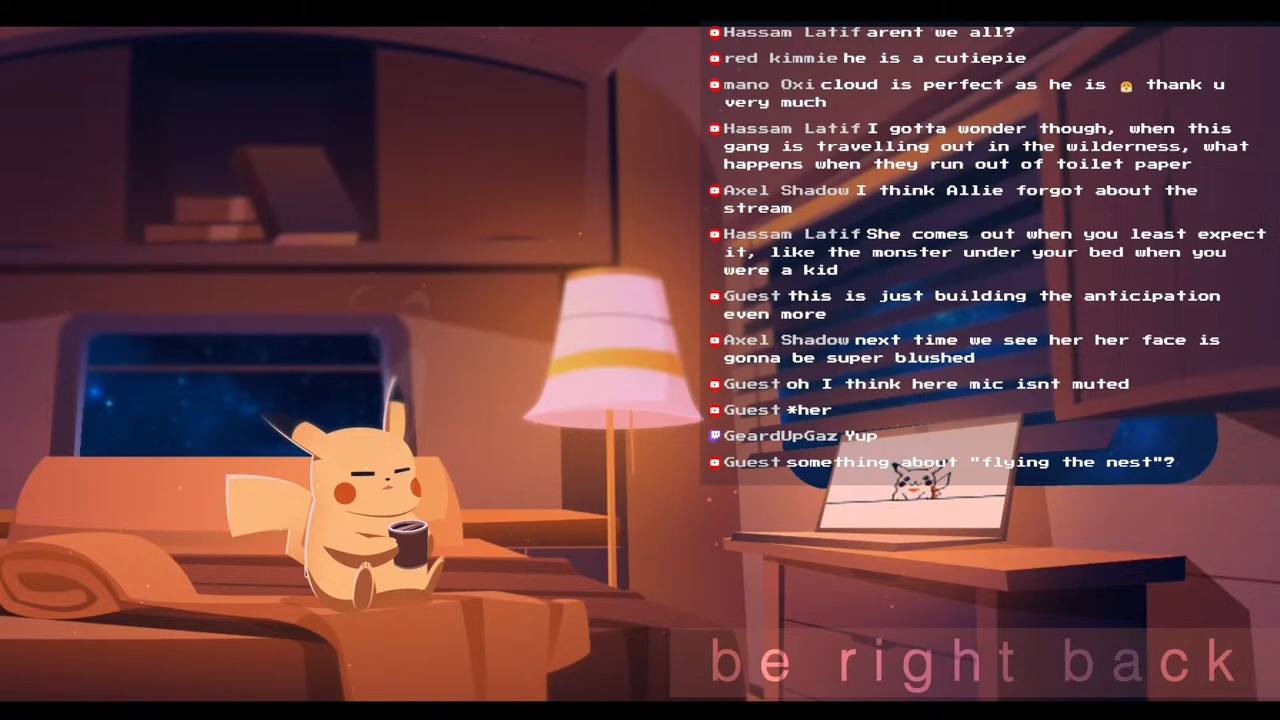 Hassam Latif arent we all?
red kimmie he is a cutiepie
mano Oxi cloud is perfect as he is thank u
very much
Hassam Latif I gotta wonder though, when this
gang is travelling out in the wilderness, what
happens when they run out of toilet paper
Axel Shadow I think Allie forgot about the
stream
Hassam Latif She comes out when you least expect
it, like the monster under your bed when you
were a kid
Guest this is just building the anticipation
even more
Axel Shadow next time we see her her face is
gonna be super blushed
Guest oh I think here mic isnt muted
Guest *her
GeardUpGaz Yup
Guest something about "flying the nest"?
be right back